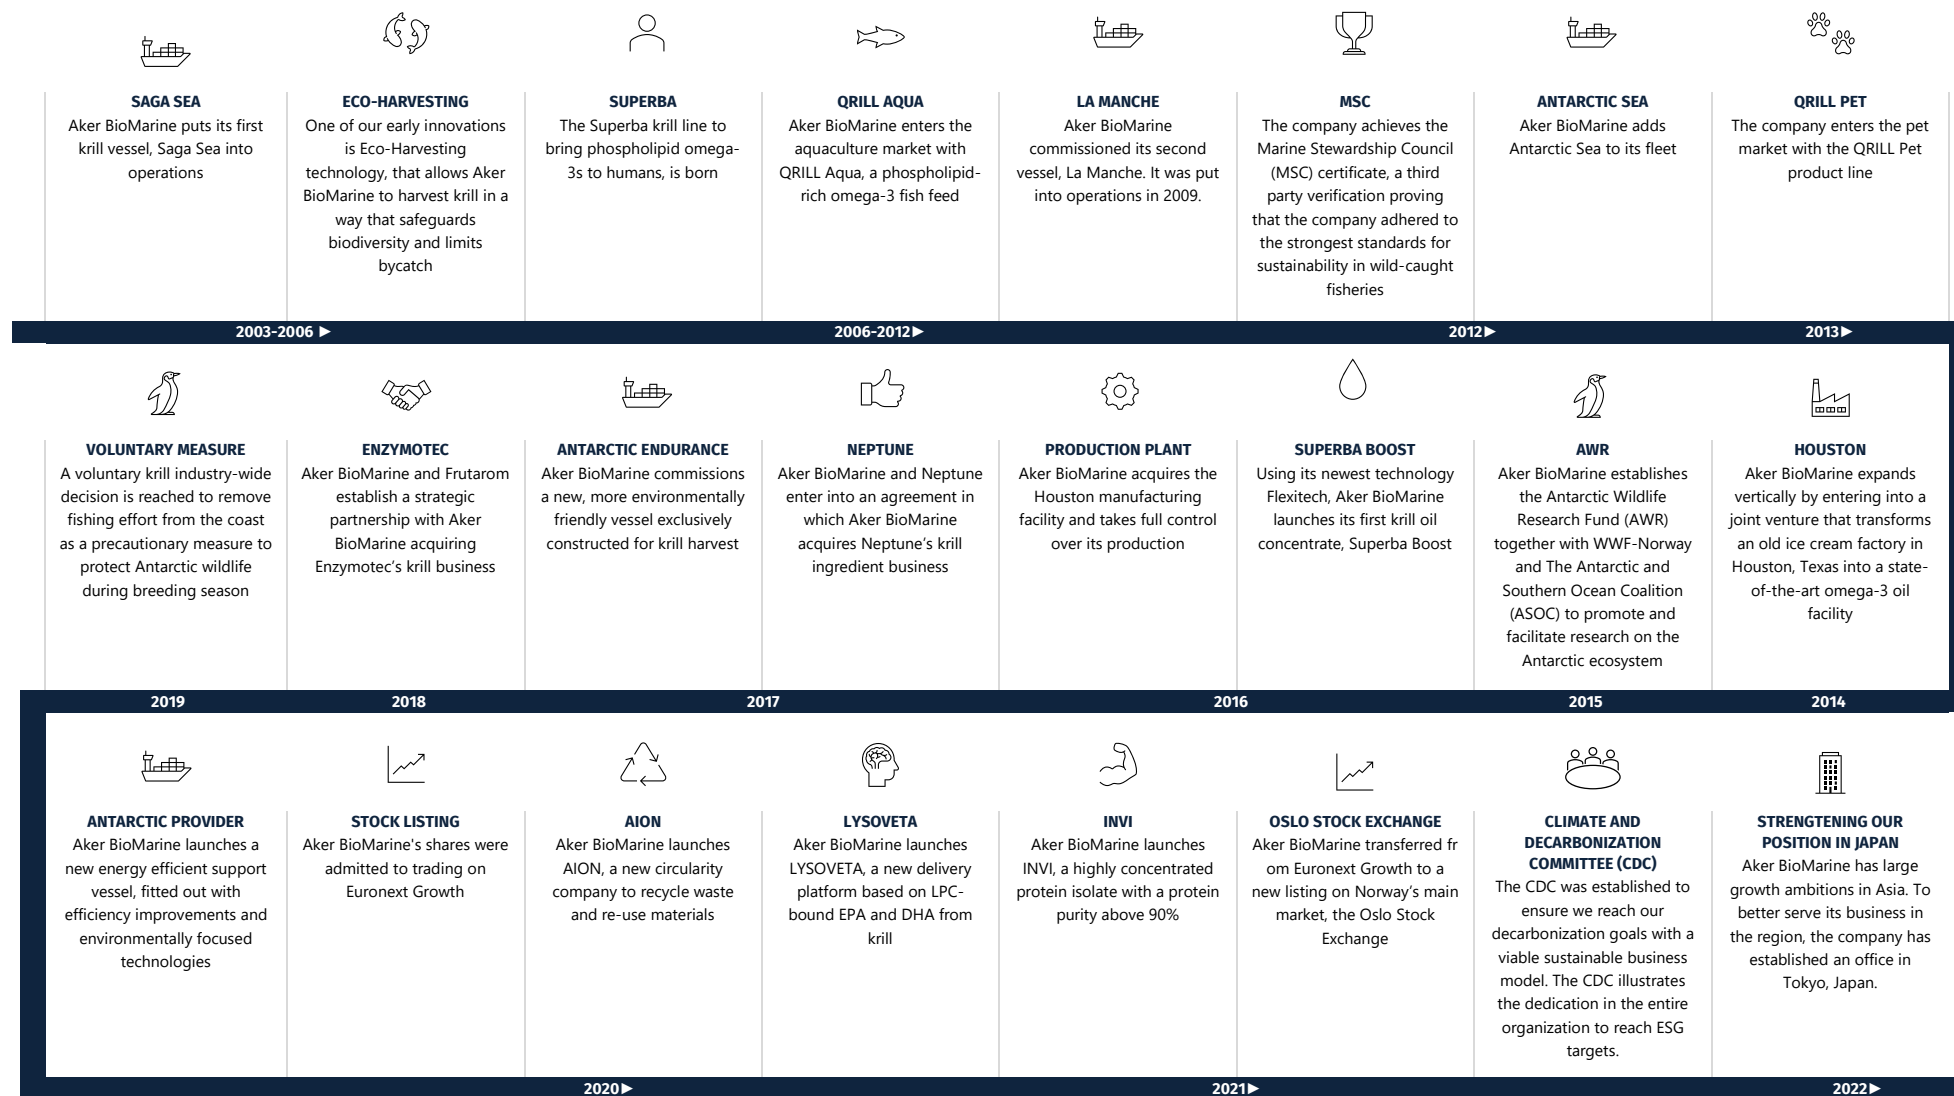 SAGA SEA
Aker BioMarine puts its first
krill vessel, Saga Sea into
operations
ECO-HARVESTING
One of our early innovations
is Eco-Harvesting
technology, that allows Aker
BioMarine to harvest krill in a
way that safeguards
biodiversity and limits
bycatch
SUPERBA
The Superba krill line to
bring phospholipid omega-
3s to humans, is born
QRILL AQUA
Aker BioMarine enters the
aquaculture market with
QRILL Aqua, a phospholipid-
rich omega-3 fish feed
LA MANCHE
Aker BioMarine
commissioned its second
vessel, La Manche. It was put
into operations in 2009.
MSC
The company achieves the
Marine Stewardship Council
(MSC) certificate, a third
party verification proving
that the company adhered to
the strongest standards for
sustainability in wild-caught
fisheries
ANTARCTIC SEA
Aker BioMarine adds
Antarctic Sea to its fleet
QRILL PET
The company enters the pet
market with the QRILL Pet
product line
2003-2006 ►
2006-2012►
2012►
2013►
VOLUNTARY MEASURE
A voluntary krill industry-wide
decision is reached to remove
fishing effort from the coast
as a precautionary measure to
protect Antarctic wildlife
during breeding season
ENZYMOTEC
Aker BioMarine and Frutarom
establish a strategic
partnership with Aker
BioMarine acquiring
Enzymotec's krill business
ANTARCTIC ENDURANCE
Aker BioMarine commissions
a new, more environmentally
friendly vessel exclusively
constructed for krill harvest
NEPTUNE
Aker BioMarine and Neptune
enter into an agreement in
which Aker BioMarine
acquires Neptune's krill
ingredient business
PRODUCTION PLANT
Aker BioMarine acquires the
Houston manufacturing
facility and takes full control
over its production
SUPERBA BOOST
Using its newest technology
Flexitech, Aker BioMarine
launches its first krill oil
concentrate, Superba Boost
AWR
Aker BioMarine establishes
the Antarctic Wildlife
Research Fund (AWR)
together with WWF-Norway
and The Antarctic and
Southern Ocean Coalition
(ASOC) to promote and
facilitate research on the
Antarctic ecosystem
HOUSTON
Aker BioMarine expands
vertically by entering into a
joint venture that transforms
an old ice cream factory in
Houston, Texas into a state-
of-the-art omega-3 oil
facility
2019
2018
2017
2016
2015
2014
ANTARCTIC PROVIDER
Aker BioMarine launches a
new energy efficient support
vessel, fitted out with
efficiency improvements and
environmentally focused
technologies
STOCK LISTING
Aker BioMarine's shares were
admitted to trading on
Euronext Growth
AION
Aker BioMarine launches
AION, a new circularity
company to recycle waste
and re-use materials
LYSOVETA
Aker BioMarine launches
LYSOVETA, a new delivery
platform based on LPC-
bound EPA and DHA from
krill
INVI
Aker BioMarine launches
INVI, a highly concentrated
protein isolate with a protein
purity above 90%
OSLO STOCK EXCHANGE
Aker BioMarine transferred fr
om Euronext Growth to a
new listing on Norway's main
market, the Oslo Stock
Exchange
CLIMATE AND
DECARBONIZATION
COMMITTEE (CDC)
The CDC was established to
ensure we reach our
decarbonization goals with a
viable sustainable business
model. The CDC illustrates
the dedication in the entire
organization to reach ESG
targets.
STRENGTENING OUR
POSITION IN JAPAN
Aker BioMarine has large
growth ambitions in Asia. To
better serve its business in
the region, the company has
established an office in
Tokyo, Japan.
2020►
2021►
2022►